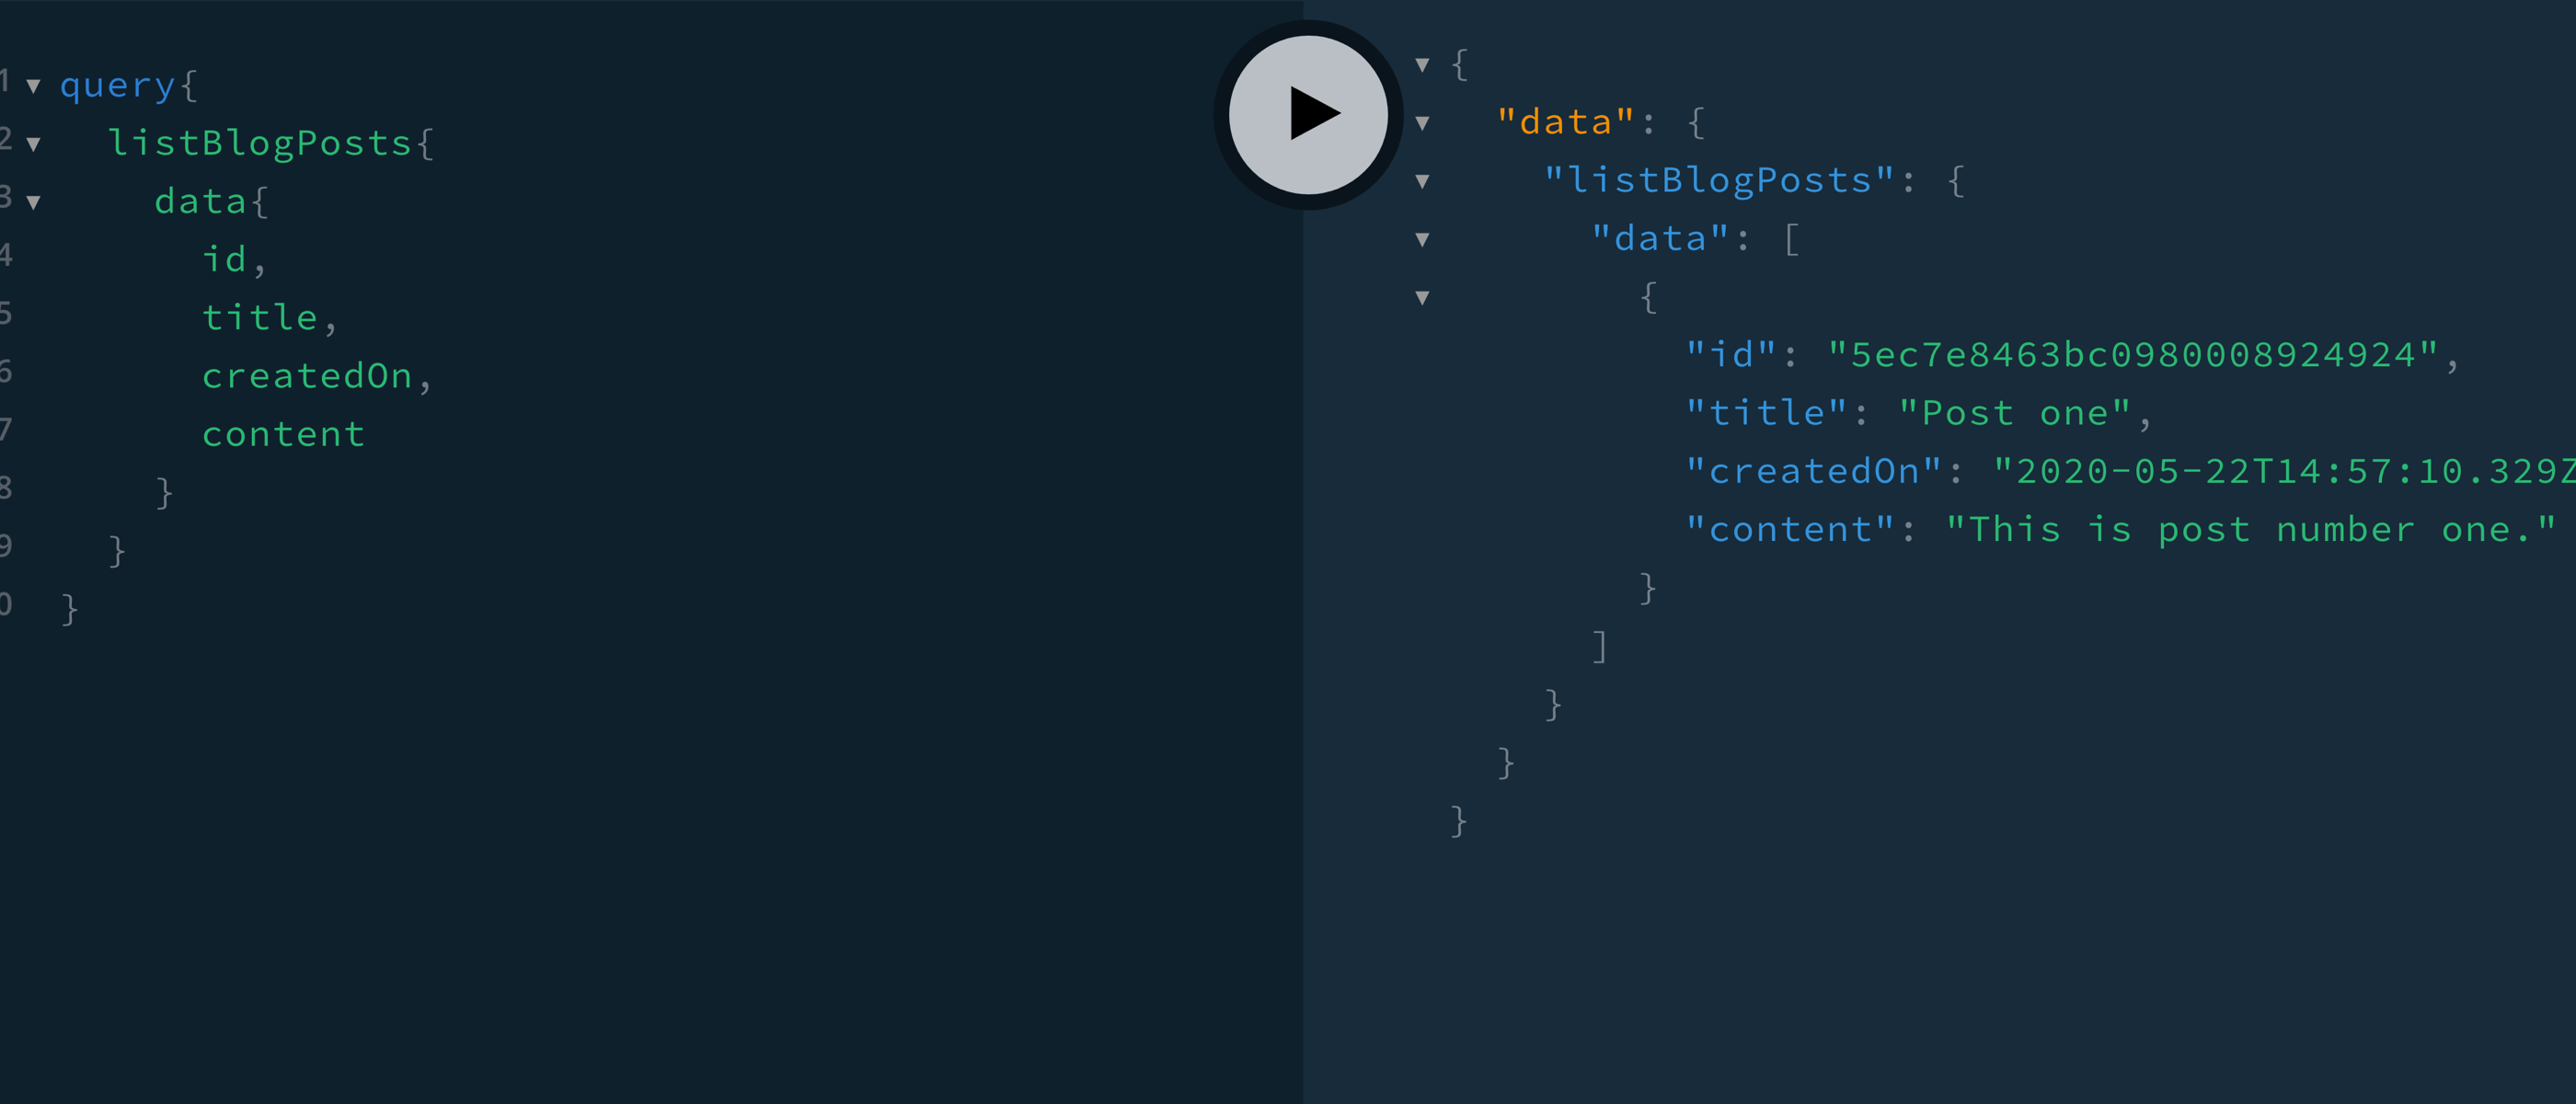 1 query{
2 listBlogPosts{
3 data{
4 id,
5 title,
6 createdOn,
7 content
8 }
9 }
0 }
{
"data": {
"listBlogPosts": {
"data": [
{
"id": "5ec7e8463bc0980008924924",
"title": "Post one",
"createdOn": "2020-05-22T14:57:10.329Z
"content": "This is post number one."
}
]
}
}
}